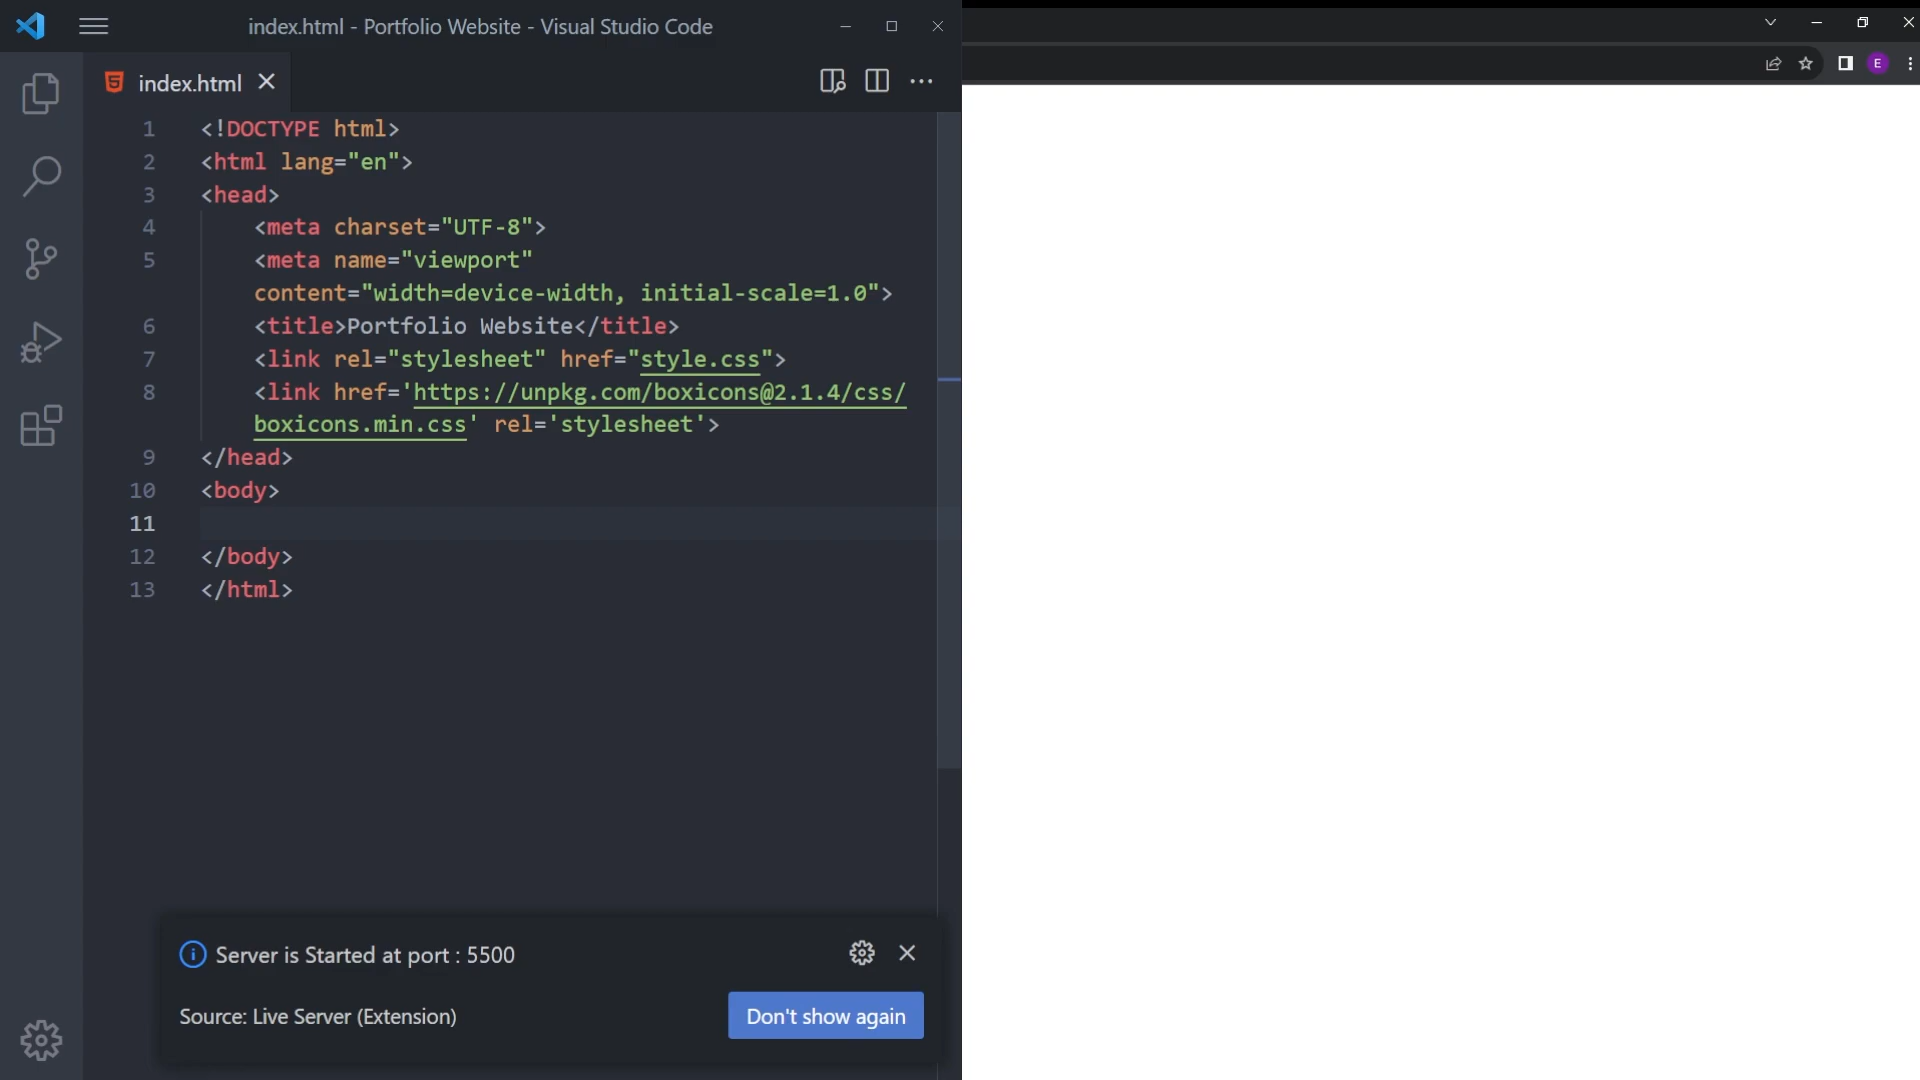 index.html - Portfolio Website - Visual Studio Code
index.html
1 <!DOCTYPE html>
2 <html lang="en">
3 <head>
4 <meta charset="UTF-8">
5 <meta name="viewport"
content="width=device-width, initial-scale=1.0">
6 <title>Portfolio Website</title>
7 <link rel="stylesheet" href="style.css">
8 <link href='https://unpkg.com/boxicons@2.1.4/css/
boxicons.min.css' rel='stylesheet'>
9 </head>
10 <body>
11
12 </body>
13 </html>
Server is Started at port : 5500
Source: Live Server (Extension)
Don't show again
E